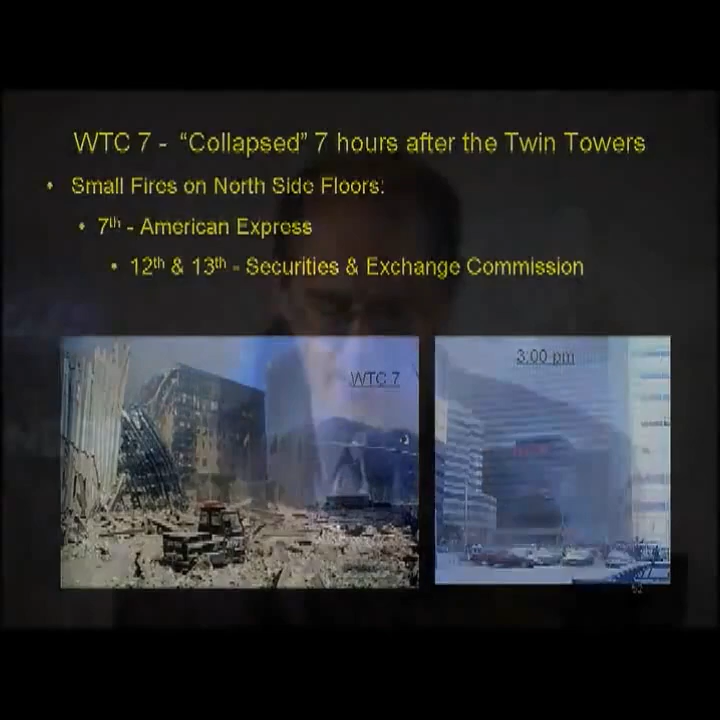 WTC 7 - “Collapsed” 7 hours after the Twin Towers
• Small Fires on North Side Floors:
• 7th - American Express
• 12th & 13th - Securities & Exchange Commission
WTC 7
3:00 pm
52